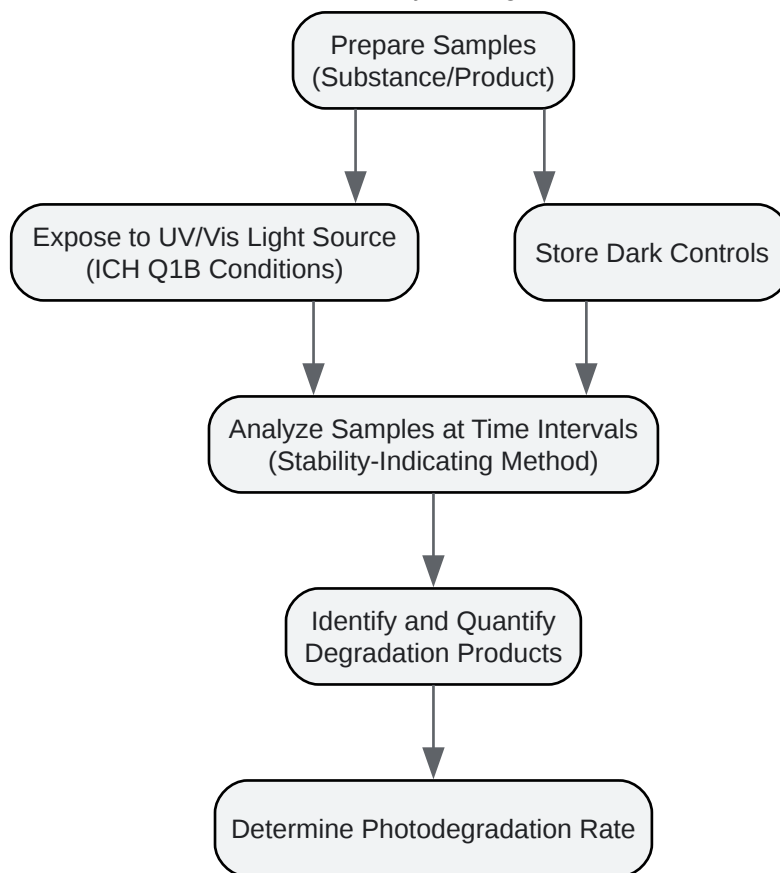 Prepare Samples
(Substance/Product)
Expose to UV/Vis Light Source
(ICH Q1B Conditions)
Store Dark Controls
Analyze Samples at Time Intervals
(Stability-Indicating Method)
Identify and Quantify
Degradation Products
Determine Photodegradation Rate